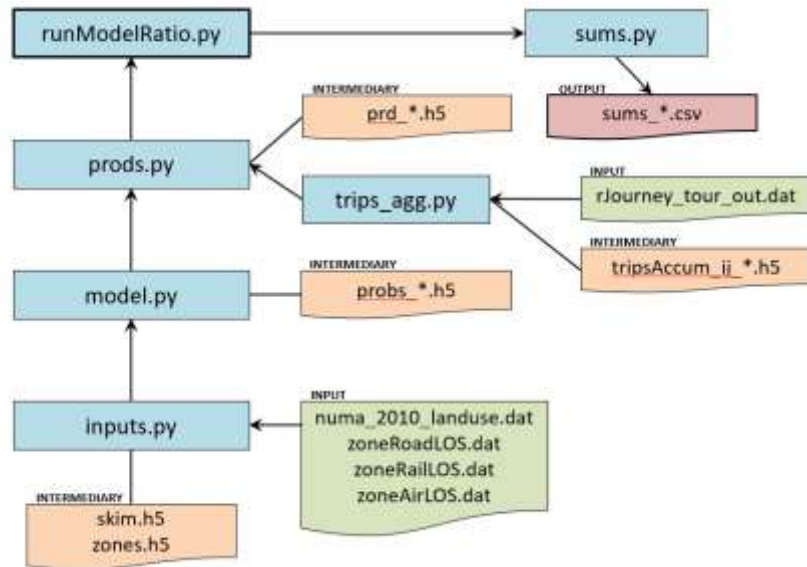 runModelRatio.py
sums.py
INTERMEDIARY
prd_*.h5
OUTPUT
sums_*.csv
prods.py
trips_agg.py
INPUT
rJourney_tour_out.dat
INTERMEDIARY
tripsAccum_ii_*.h5
model.py
INTERMEDIARY
probs_*.h5
inputs.py
INPUT
numa_2010_landuse.dat
zoneRoadLOS.dat
zoneRailLOS.dat
zoneAirLOS.dat
INTERMEDIARY
skim.h5
zones.h5